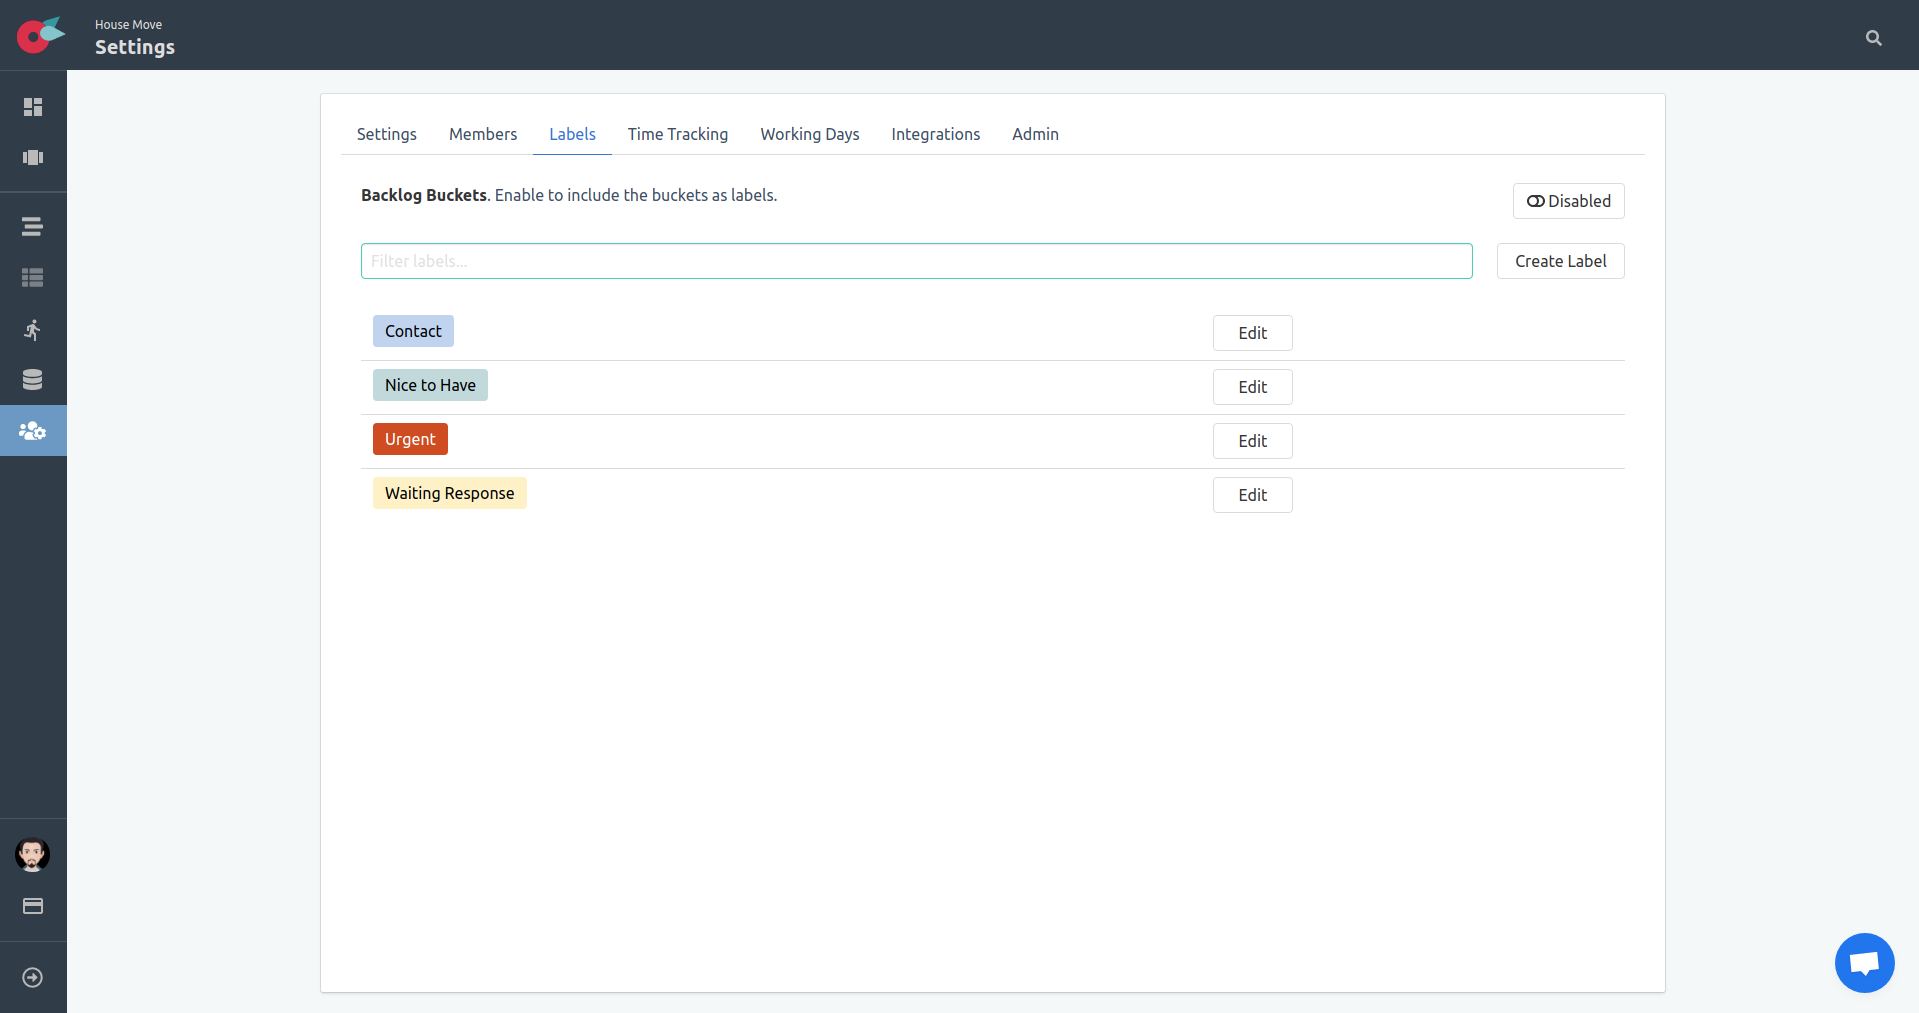 House Move
Settings
Settings Members Labels Time Tracking Working Days Integrations Admin
Backlog Buckets. Enable to include the buckets as labels.
Disabled
Filter labels...
Create Label
Contact
Edit
Nice to Have
Edit
Urgent
Edit
Waiting Response
Edit